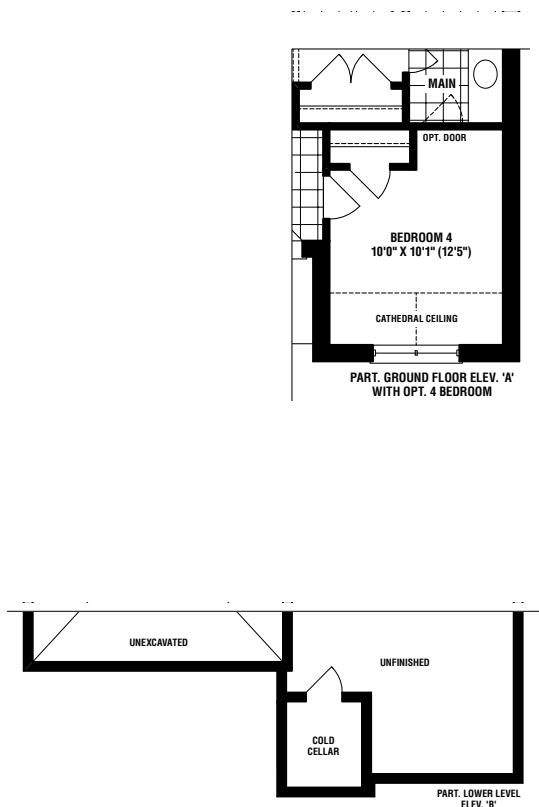 MAIN
OPT. DOOR
BEDROOM 4
10'0" X 10'1" (12'5")
CATHEDRAL CEILING
PART. GROUND FLOOR ELEV. 'A'
WITH OPT. 4 BEDROOM
UNEXCAVATED
UNFINISHED
COLD
CELLAR
PART. LOWER LEVEL
ELEV. 'B'